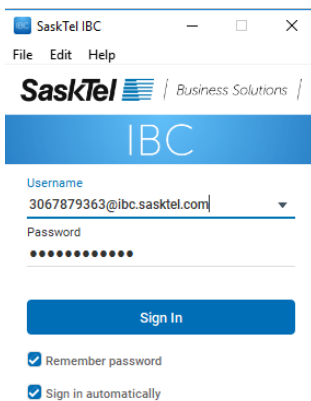 SaskTel IBC
File Edit Help
SaskTel | Business Solutions |
IBC
Username
3067879363@ibc.sasktel.com
Password
••••••••••••
Sign In
Remember password
Sign in automatically